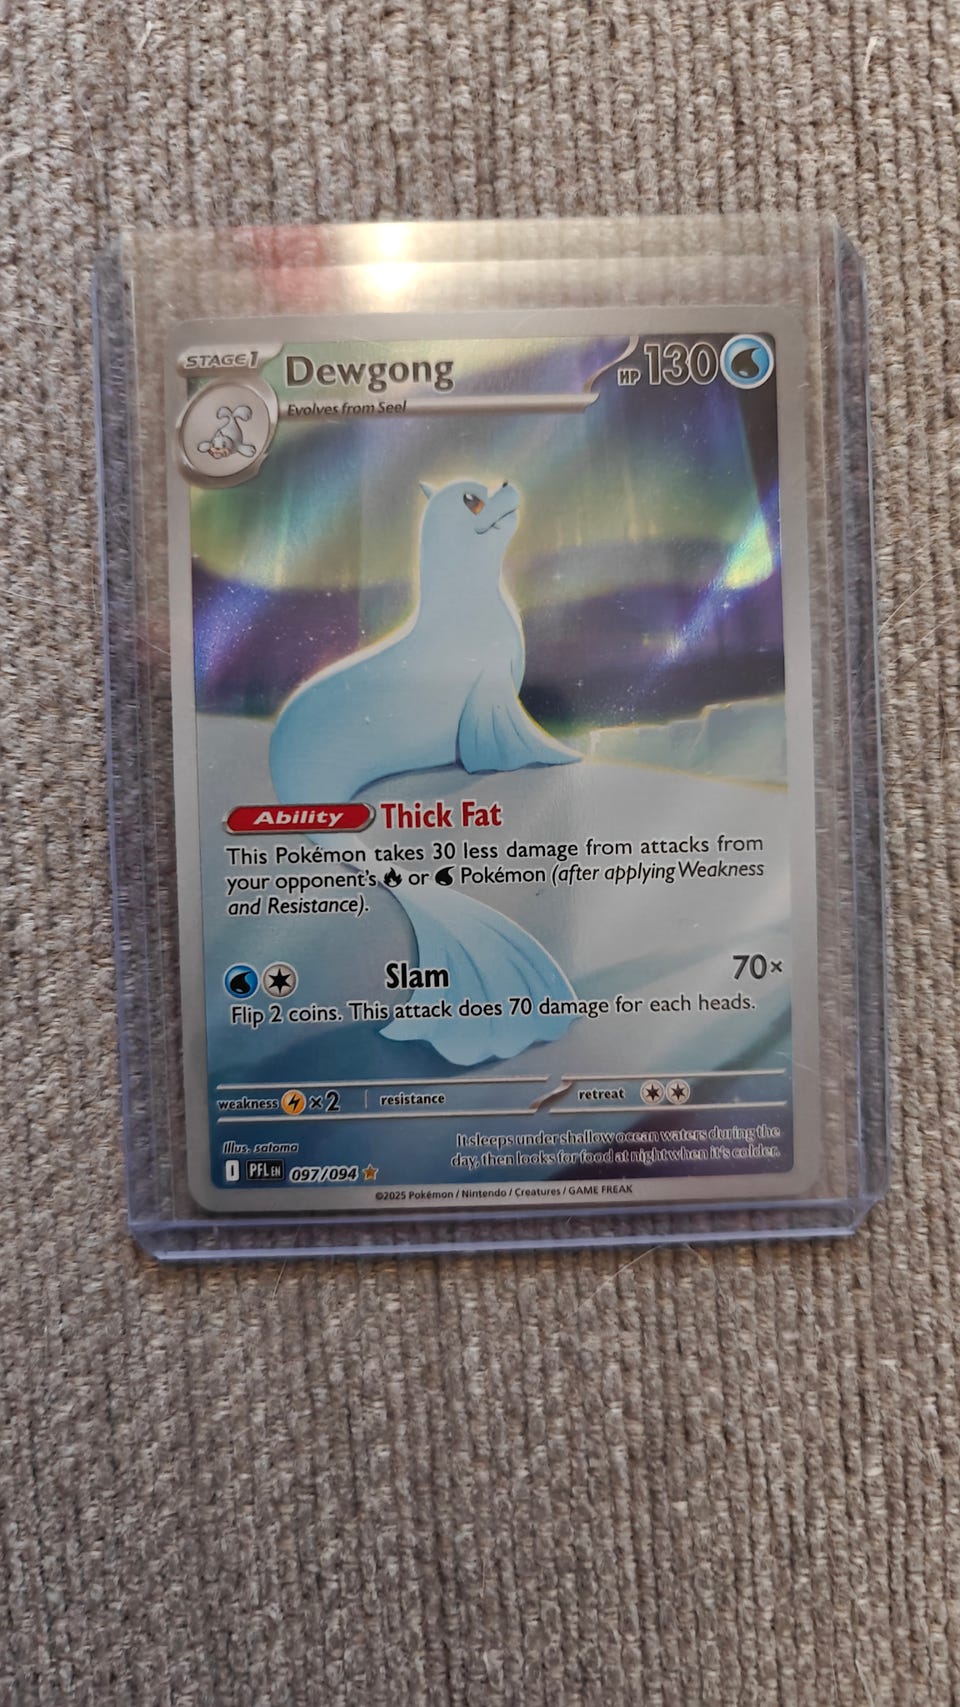 STAGE 1
Dewgong
HP 130
Evolves from Seel
Ability Thick Fat
This Pokémon takes 30 less damage from attacks from
your opponent's or Pokémon (after applying Weakness
and Resistance).
Slam 70×
Flip 2 coins. This attack does 70 damage for each heads.
weakness ×2 resistance retreat
Illus. satoma
It sleeps under shallow ocean waters during the
day, then looks for food at night when it's colder.
I PFL EN 097/094
©2025 Pokémon / Nintendo / Creatures / GAME FREAK